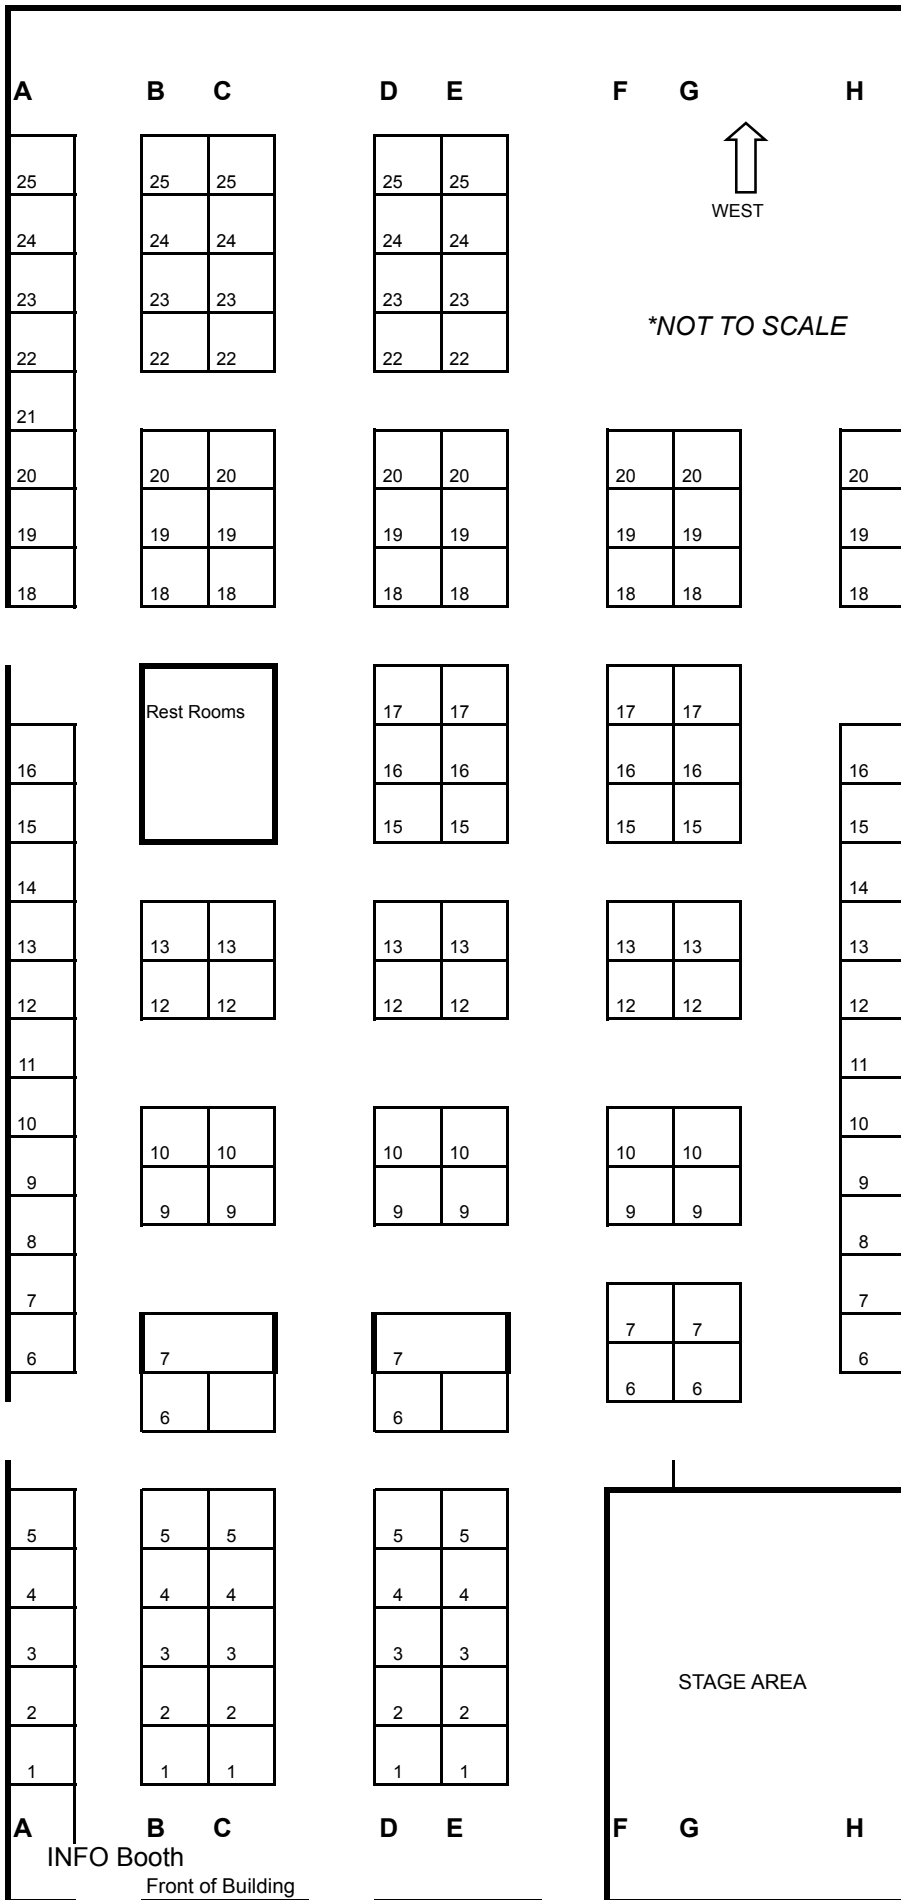 A B C D E F G H
WEST
25 25 25 25 25
24 24 24 24 24
23 23 23 23 23
*NOT TO SCALE
22 22 22 22 22
21
20 20 20 20 20 20 20 20
19 19 19 19 19 19 19 19
18 18 18 18 18 18 18 18
Rest Rooms 17 17 17 17
16 16 16 16 16 16
15 15 15 15 15 15
14 14
13 13 13 13 13 13 13 13
12 12 12 12 12 12 12 12
11 11
10 10
10 10 10 10 10 10
9 9
9 9 9 9 9 9
8 8
7 7
7 7
6 7 7 6
6 6
6 6
5 5 5 5 5
4 4 4 4 4
3 3 3 3 3
STAGE AREA
2 2 2 2 2
1 1 1 1 1
A B C D E F G H
INFO Booth
Front of Building